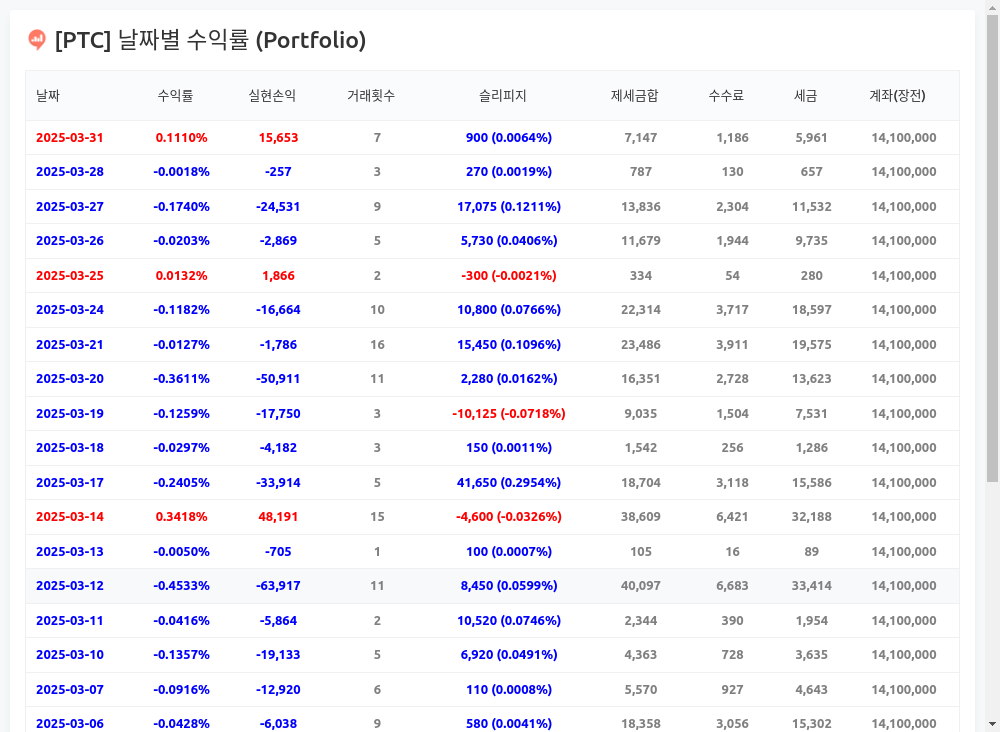 [PTC] 날짜별 수익률 (Portfolio)
날짜 수익률 실현손익 거래횟수 슬리피지 제세금합 수수료 세금 계좌(장전)
2025-03-31 0.1110% 15,653 7 900 (0.0064%) 7,147 1,186 5,961 14,100,000
2025-03-28 -0.0018% -257 3 270 (0.0019%) 787 130 657 14,100,000
2025-03-27 -0.1740% -24,531 9 17,075 (0.1211%) 13,836 2,304 11,532 14,100,000
2025-03-26 -0.0203% -2,869 5 5,730 (0.0406%) 11,679 1,944 9,735 14,100,000
2025-03-25 0.0132% 1,866 2 -300 (-0.0021%) 334 54 280 14,100,000
2025-03-24 -0.1182% -16,664 10 10,800 (0.0766%) 22,314 3,717 18,597 14,100,000
2025-03-21 -0.0127% -1,786 16 15,450 (0.1096%) 23,486 3,911 19,575 14,100,000
2025-03-20 -0.3611% -50,911 11 2,280 (0.0162%) 16,351 2,728 13,623 14,100,000
2025-03-19 -0.1259% -17,750 3 -10,125 (-0.0718%) 9,035 1,504 7,531 14,100,000
2025-03-18 -0.0297% -4,182 3 150 (0.0011%) 1,542 256 1,286 14,100,000
2025-03-17 -0.2405% -33,914 5 41,650 (0.2954%) 18,704 3,118 15,586 14,100,000
2025-03-14 0.3418% 48,191 15 -4,600 (-0.0326%) 38,609 6,421 32,188 14,100,000
2025-03-13 -0.0050% -705 1 100 (0.0007%) 105 16 89 14,100,000
2025-03-12 -0.4533% -63,917 11 8,450 (0.0599%) 40,097 6,683 33,414 14,100,000
2025-03-11 -0.0416% -5,864 2 10,520 (0.0746%) 2,344 390 1,954 14,100,000
2025-03-10 -0.1357% -19,133 5 6,920 (0.0491%) 4,363 728 3,635 14,100,000
2025-03-07 -0.0916% -12,920 6 110 (0.0008%) 5,570 927 4,643 14,100,000
2025-03-06 -0.0428% -6,038 9 580 (0.0041%) 18,358 3,056 15,302 14,100,000